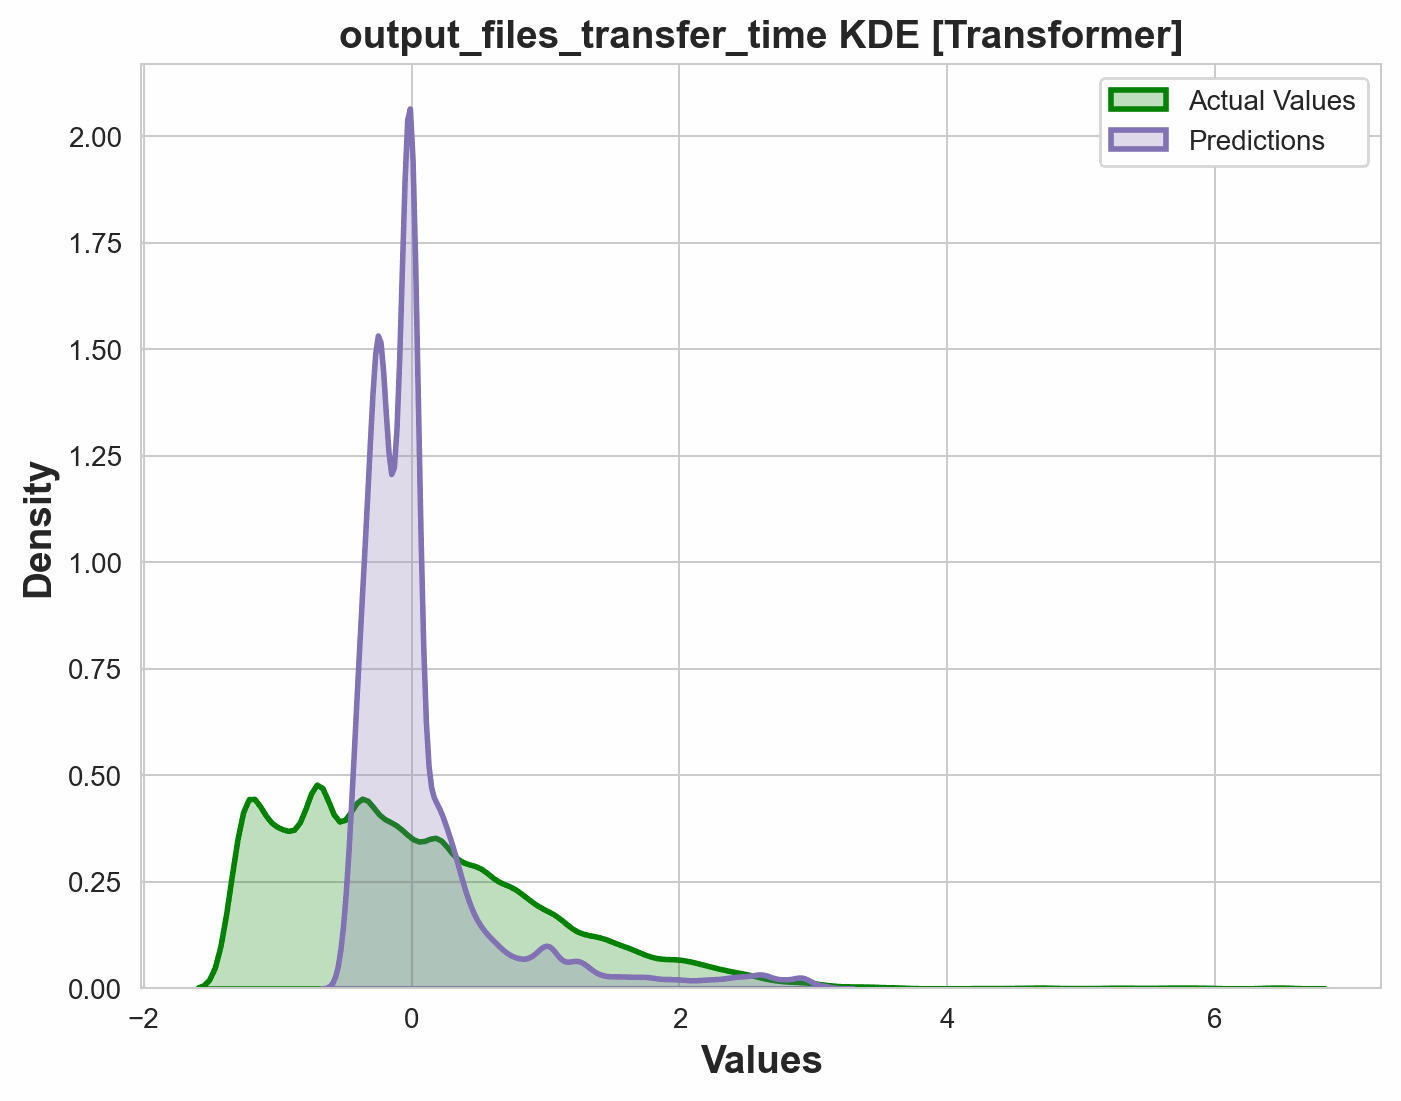 output_files_transfer_time KDE [Transformer]
Actual Values
Predictions
2.00
1.75
1.50
1.25
1.00
0.75
0.50
0.25
0.00
Density
−2 0 2 4 6
Values